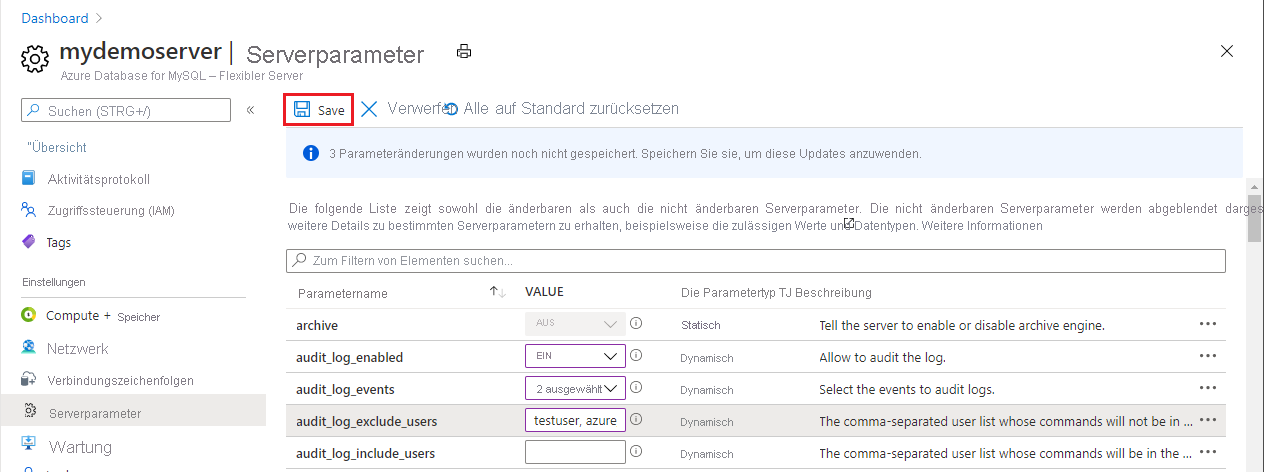 Dashboard
mydemoserver | Serverparameter
Azure Database for MySQL – Flexibler Server
Suchen (STRG+/)
Save
Verwerfen
Alle auf Standard zurücksetzen
"Übersicht
3 Parameteränderungen wurden noch nicht gespeichert. Speichern Sie sie, um diese Updates anzuwenden.
Aktivitätsprotokoll
Zugriffssteuerung (IAM)
Tags
Einstellungen
Compute + Speicher
Netzwerk
Verbindungszeichenfolgen
Serverparameter
Wartung
Die folgende Liste zeigt sowohl die änderbaren als auch die nicht änderbaren Serverparameter. Die nicht änderbaren Serverparameter werden abgeblendet darges
weitere Details zu bestimmten Serverparametern zu erhalten, beispielsweise die zulässigen Werte und Datentypen. Weitere Informationen
Zum Filtern von Elementen suchen...
Parametername VALUE Die Parametertyp TJ Beschreibung
archive AUS Statisch Tell the server to enable or disable archive engine.
audit_log_enabled EIN Dynamisch Allow to audit the log.
audit_log_events 2 ausgewählt Dynamisch Select the events to audit logs.
audit_log_exclude_users testuser, azure Dynamisch The comma-separated user list whose commands will not be in ...
audit_log_include_users Dynamisch The comma-separated user list whose commands will be in the ...